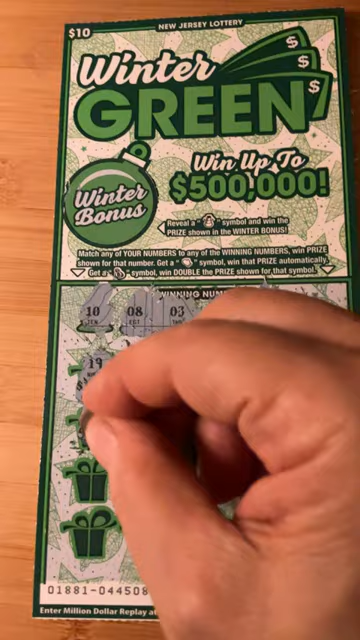 $10
NEW JERSEY LOTTERY
$
$
$
Winter
GREEN
Win Up To
$500,000!
Winter
Bonus
Reveal a " " symbol and win the
PRIZE shown in the WINTER BONUS!
Match any of YOUR NUMBERS to any of the WINNING NUMBERS, win PRIZE
shown for that number. Get a " " symbol, win that PRIZE automatically.
Get a " " symbol, win DOUBLE the PRIZE shown for that symbol.
WINNING NUM
10 08 03
TEN EGT
19
01881-044508
Enter Million Dollar Replay at